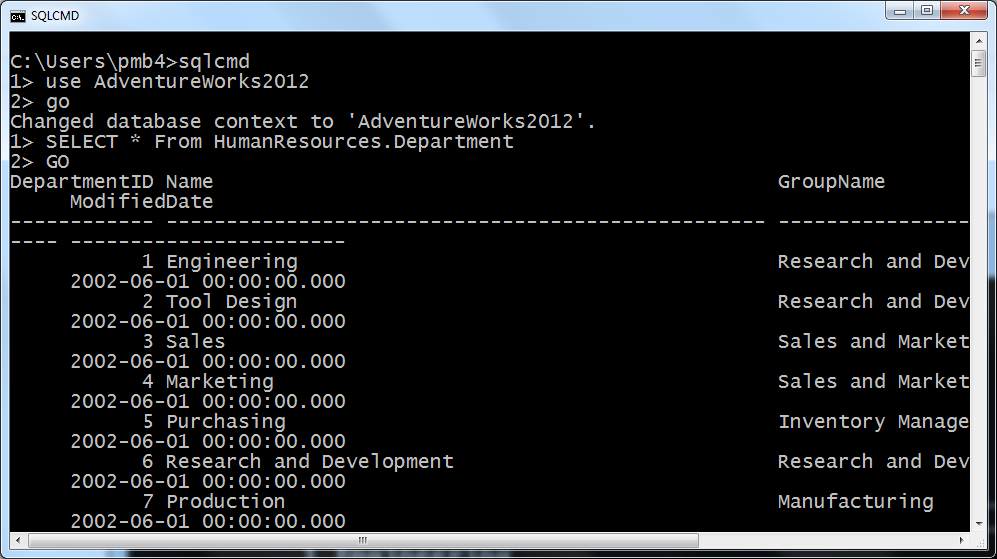 SQLCMD
C:\Users\pmb4>sqlcmd
1> use AdventureWorks2012
2> go
Changed database context to 'AdventureWorks2012'.
1> SELECT * From HumanResources.Department
2> GO
DepartmentID Name                                               GroupName
     ModifiedDate
------------ -------------------------------------------------- ----------------
---- -----------------------
           1 Engineering                                        Research and Dev
     2002-06-01 00:00:00.000
           2 Tool Design                                        Research and Dev
     2002-06-01 00:00:00.000
           3 Sales                                              Sales and Market
     2002-06-01 00:00:00.000
           4 Marketing                                          Sales and Market
     2002-06-01 00:00:00.000
           5 Purchasing                                         Inventory Manage
     2002-06-01 00:00:00.000
           6 Research and Development                           Research and Dev
     2002-06-01 00:00:00.000
           7 Production                                         Manufacturing
     2002-06-01 00:00:00.000